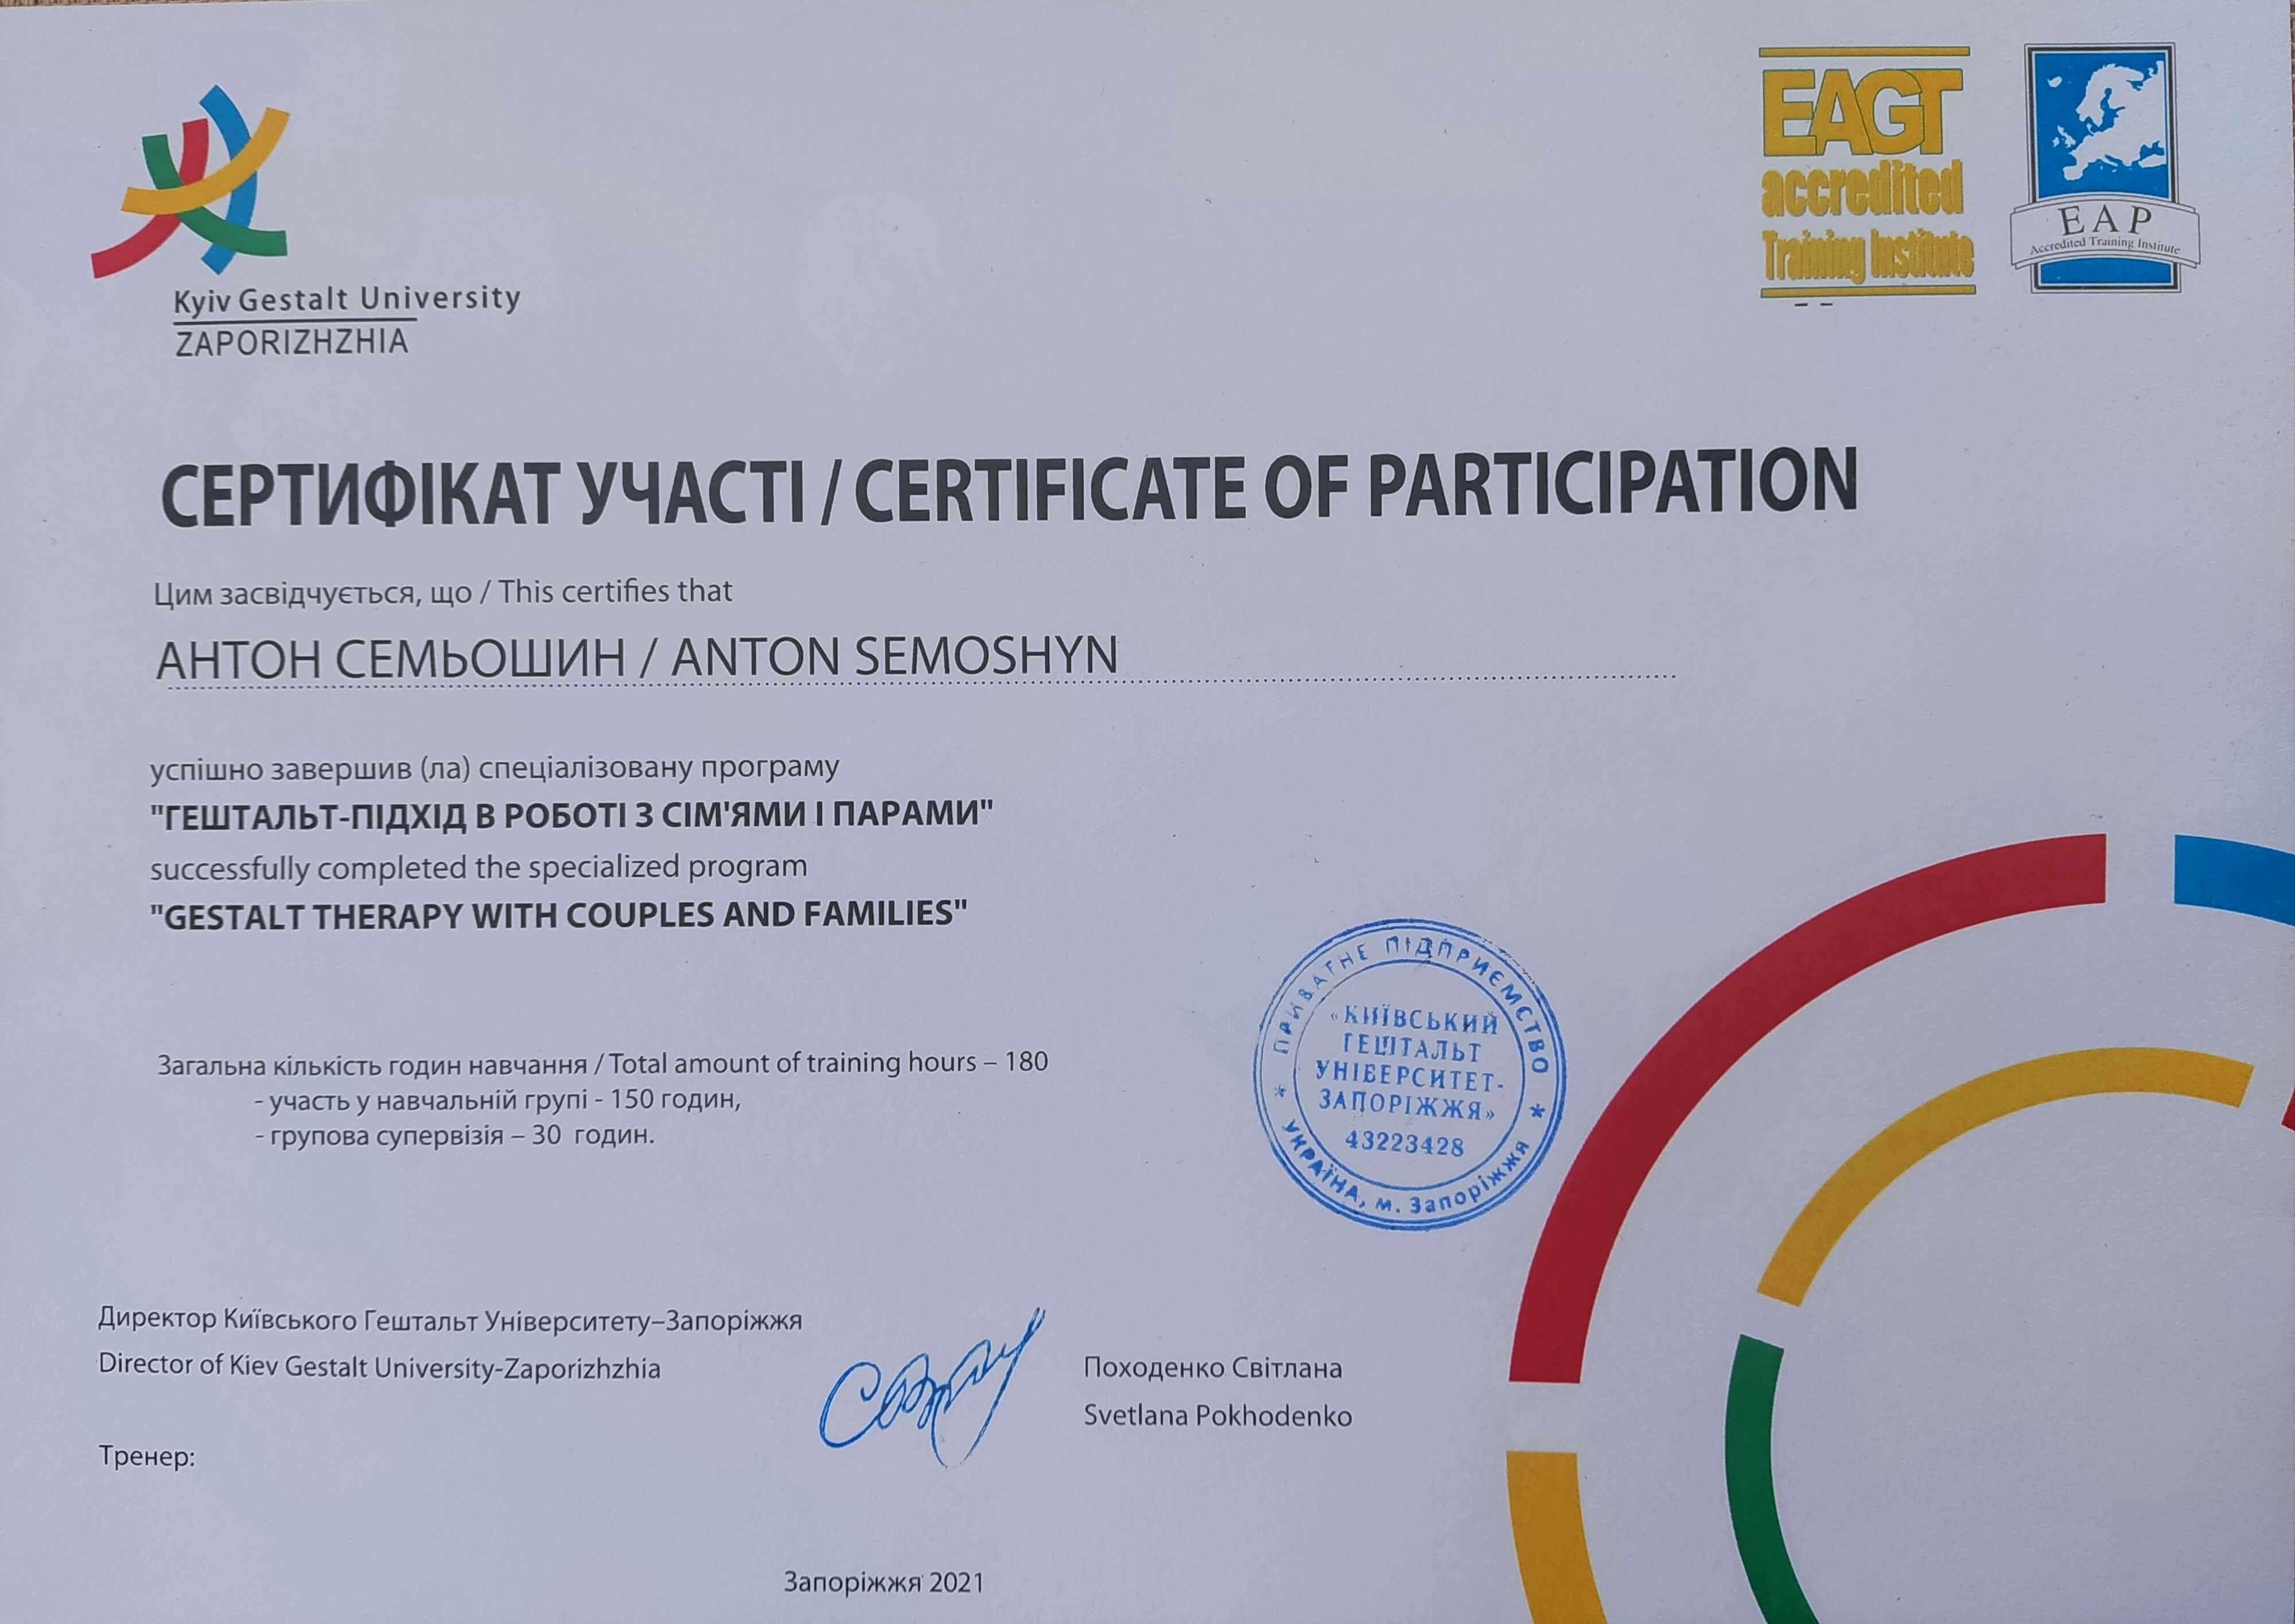 Kyiv Gestalt University
ZAPORIZHZHIA
EAGT
accredited
Training Institute
EAP
Accredited Training Institute
СЕРТИФІКАТ УЧАСТІ / CERTIFICATE OF PARTICIPATION
Цим засвідчується, що / This certifies that
АНТОН СЕМЬОШИН / ANTON SEMOSHYN
успішно завершив (ла) спеціалізовану програму
"ГЕШТАЛЬТ-ПІДХІД В РОБОТІ З СІМ'ЯМИ І ПАРАМИ"
successfully completed the specialized program
"GESTALT THERAPY WITH COUPLES AND FAMILIES"
Загальна кількість годин навчання / Total amount of training hours – 180
- участь у навчальній групі - 150 годин,
- групова супервізія – 30 годин.
ПРИВАТНЕ ПІДПРИЄМСТВО
«КИЇВСЬКИЙ
ГЕШТАЛЬТ
УНІВЕРСИТЕТ-
ЗАПОРІЖЖЯ»
43223428
* УКРАЇНА, м. Запоріжжя *
Директор Київського Гештальт Університету–Запоріжжя
Director of Kiev Gestalt University-Zaporizhzhia
Походенко Світлана
Svetlana Pokhodenko
Тренер:
Запоріжжя 2021